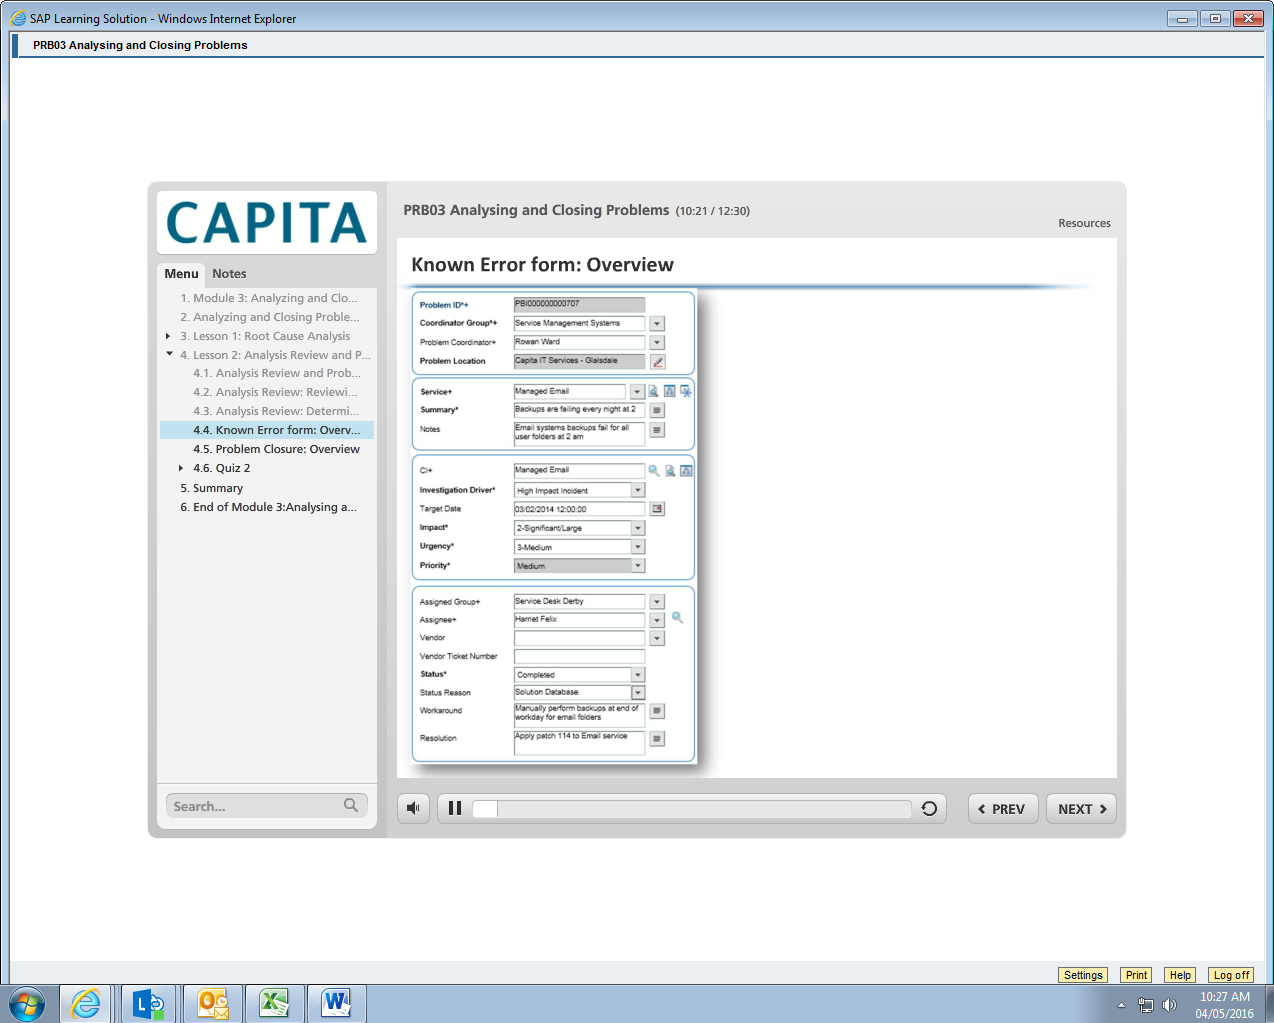 SAP Learning Solution - Windows Internet Explorer
PRB03 Analysing and Closing Problems
CAPITA
PRB03 Analysing and Closing Problems (10:21 / 12:30)
Resources
Menu Notes
1. Module 3: Analyzing and Clo...
2. Analyzing and Closing Proble...
3. Lesson 1: Root Cause Analysis
4. Lesson 2: Analysis Review and P...
4.1. Analysis Review and Prob...
4.2. Analysis Review: Reviewi...
4.3. Analysis Review: Determi...
4.4. Known Error form: Overv...
4.5. Problem Closure: Overview
4.6. Quiz 2
5. Summary
6. End of Module 3:Analysing a...
Search...
Known Error form: Overview
Problem ID*+ PBI000000000707
Coordinator Group*+ Service Management Systems
Problem Coordinator+ Rowan Ward
Problem Location Capita IT Services - Glaisdale
Service+ Managed Email
Summary* Backups are failing every night at 2
Notes Email systems backups fail for all
user folders at 2 am
CI+ Managed Email
Investigation Driver* High Impact Incident
Target Date 03/02/2014 12:00:00
Impact* 2-Significant/Large
Urgency* 3-Medium
Priority* Medium
Assigned Group+ Service Desk Derby
Assignee+ Harriet Felix
Vendor
Vendor Ticket Number
Status* Completed
Status Reason Solution Database
Workaround Manually perform backups at end of
workday for email folders
Resolution Apply patch 114 to Email service
PREV NEXT
Settings Print Help Log off
10:27 AM
04/05/2016